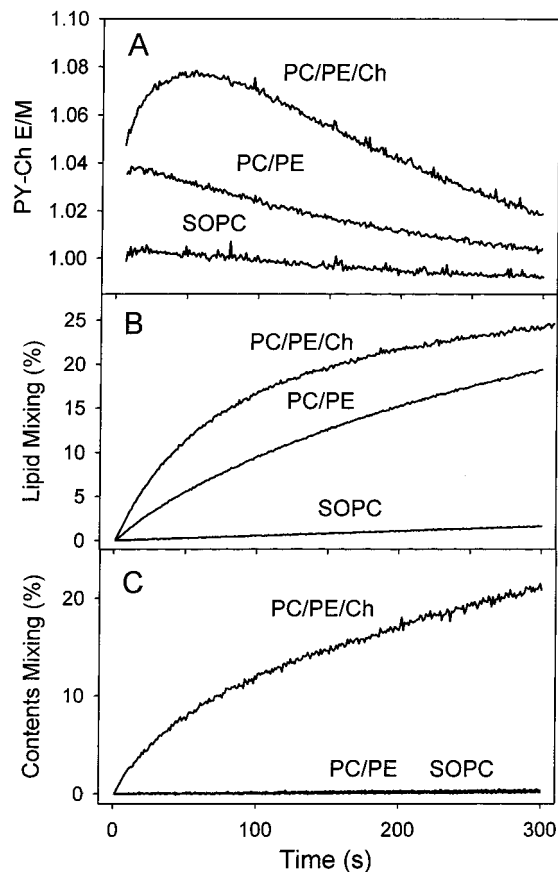 A
PY-Ch E/M
1.10
1.08
1.06
1.04
1.02
1.00
PC/PE/Ch
PC/PE
SOPC
B
Lipid Mixing (%)
25
20
15
10
5
0
PC/PE/Ch
PC/PE
SOPC
C
Contents Mixing (%)
20
10
0
PC/PE/Ch
PC/PE SOPC
0 100 200 300
Time (s)